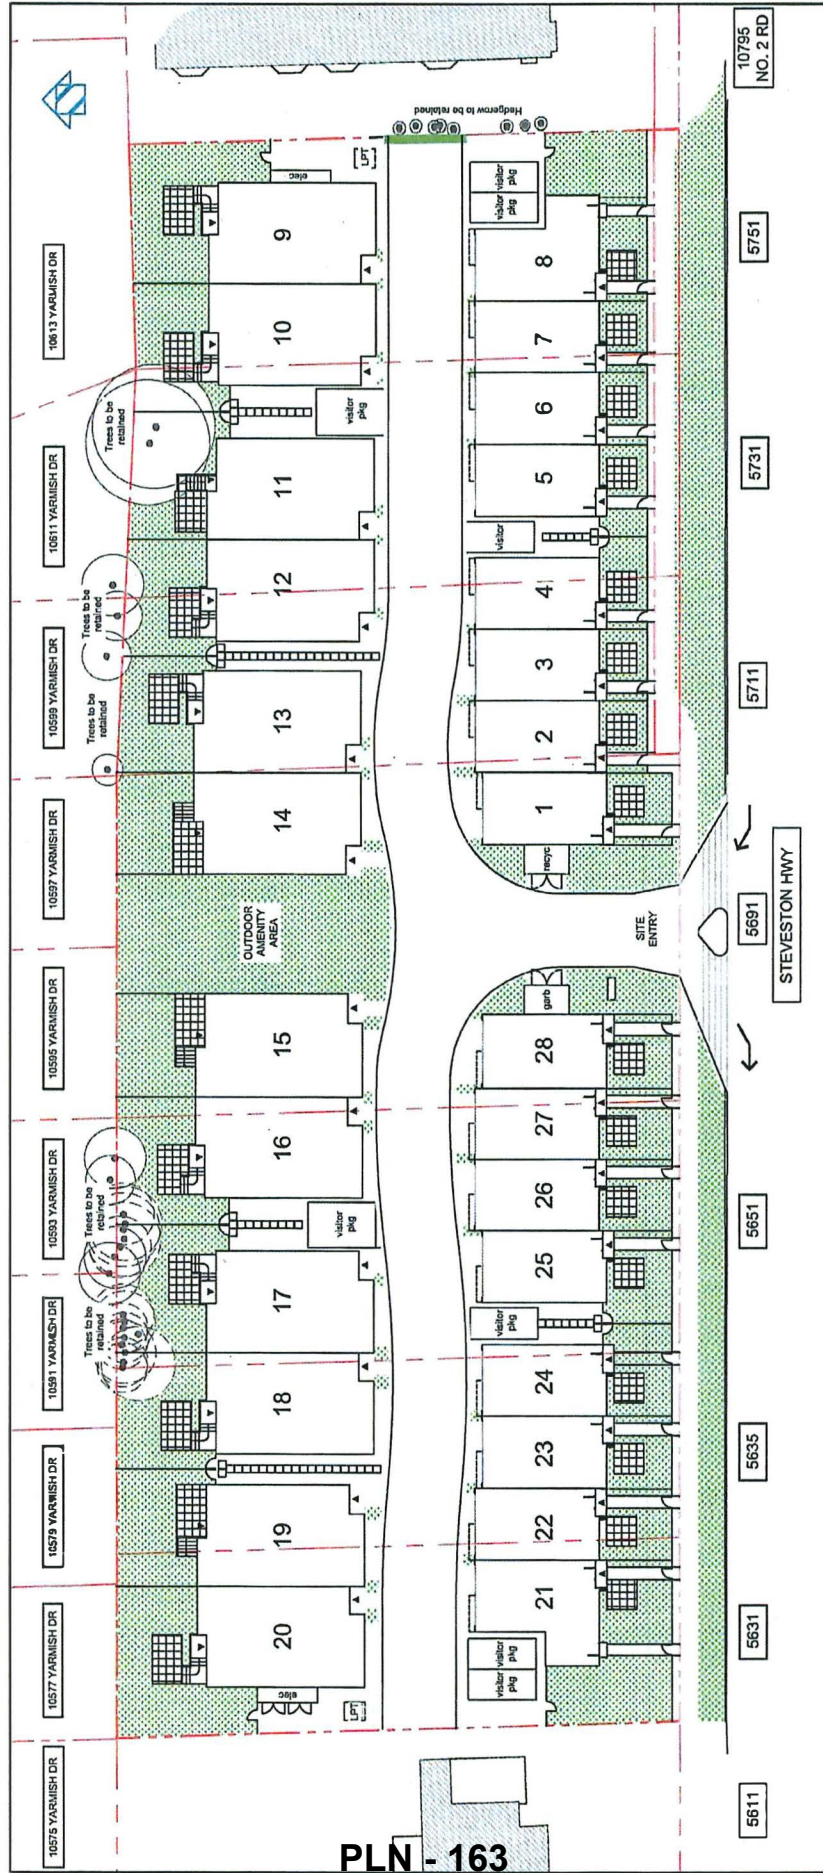 10575 YARMISH DR
10577 YARMISH DR
10579 YARMISH DR
10591 YARMISH DR
10593 YARMISH DR
10595 YARMISH DR
10597 YARMISH DR
10599 YARMISH DR
10611 YARMISH DR
10613 YARMISH DR
Trees to be
retained
Trees to be
retained
Trees to be
retained
Trees to be
retained
Trees to be
retained
elec
20
19
18
17
16
15
OUTDOOR
AMENITY
AREA
14
13
12
11
10
9
elec
LPT
visitor
pkg
visitor
pkg
LPT
Hedgerow to be retained
visitor
pkg
visitor
pkg
21
22
23
24
visitor
pkg
25
26
27
28
garb
SITE
ENTRY
recyc
1
2
3
4
visitor
5
6
7
8
visitor
pkg
visitor
pkg
5611
5631
5635
5651
5691
5711
5731
5751
10795
NO. 2 RD
STEVESTON HWY
PLN - 163